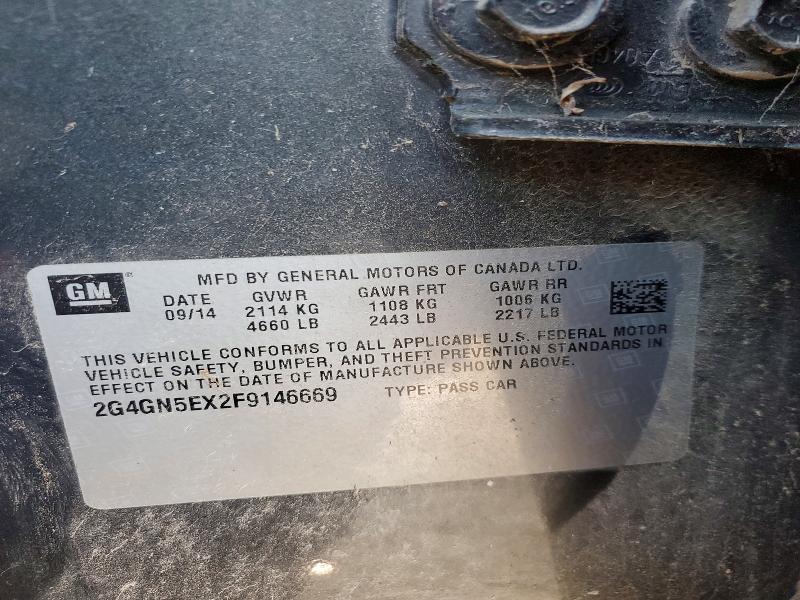 GM
MFD BY GENERAL MOTORS OF CANADA LTD.
DATE GVWR GAWR FRT GAWR RR
09/14 2114 KG 1108 KG 1006 KG
4660 LB 2443 LB 2217 LB
THIS VEHICLE CONFORMS TO ALL APPLICABLE U.S. FEDERAL MOTOR
VEHICLE SAFETY, BUMPER, AND THEFT PREVENTION STANDARDS IN
EFFECT ON THE DATE OF MANUFACTURE SHOWN ABOVE.
2G4GN5EX2F9146669 TYPE: PASS CAR